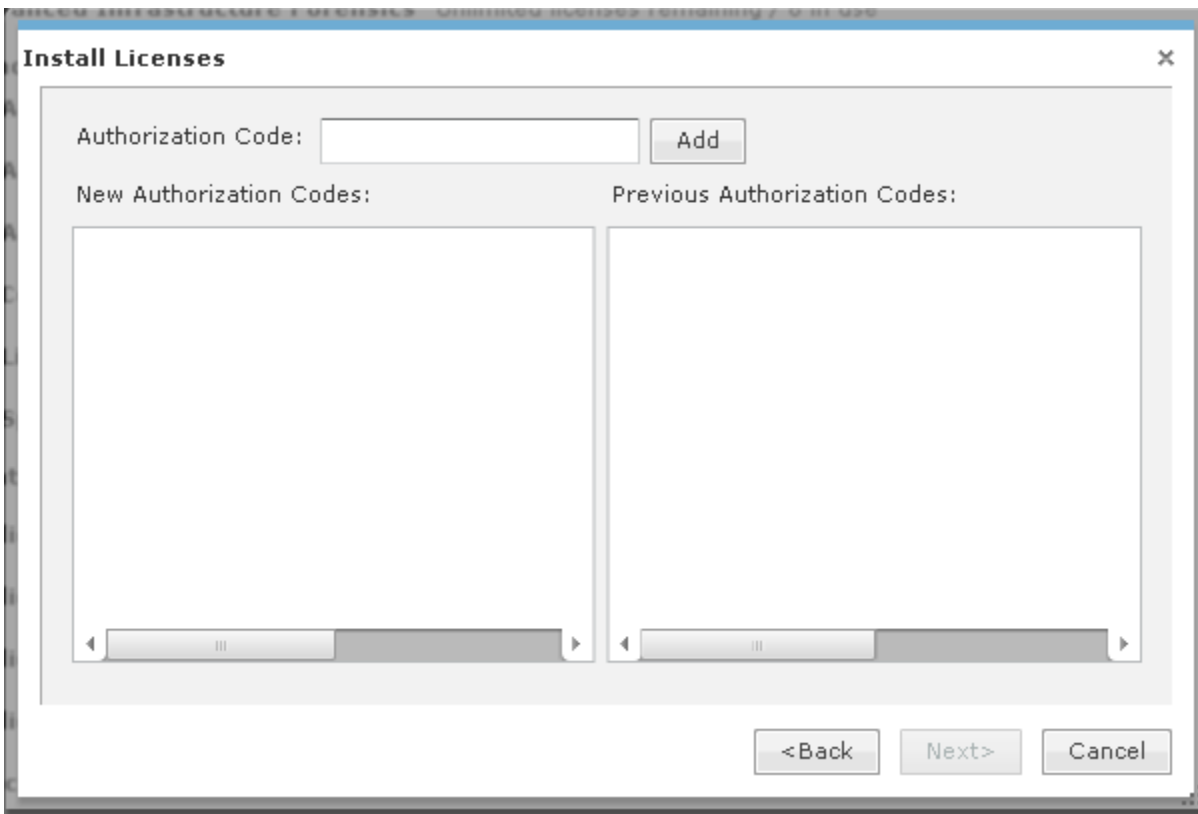 Install Licenses
Authorization Code:
Add
New Authorization Codes:
Previous Authorization Codes:
<Back
Next>
Cancel